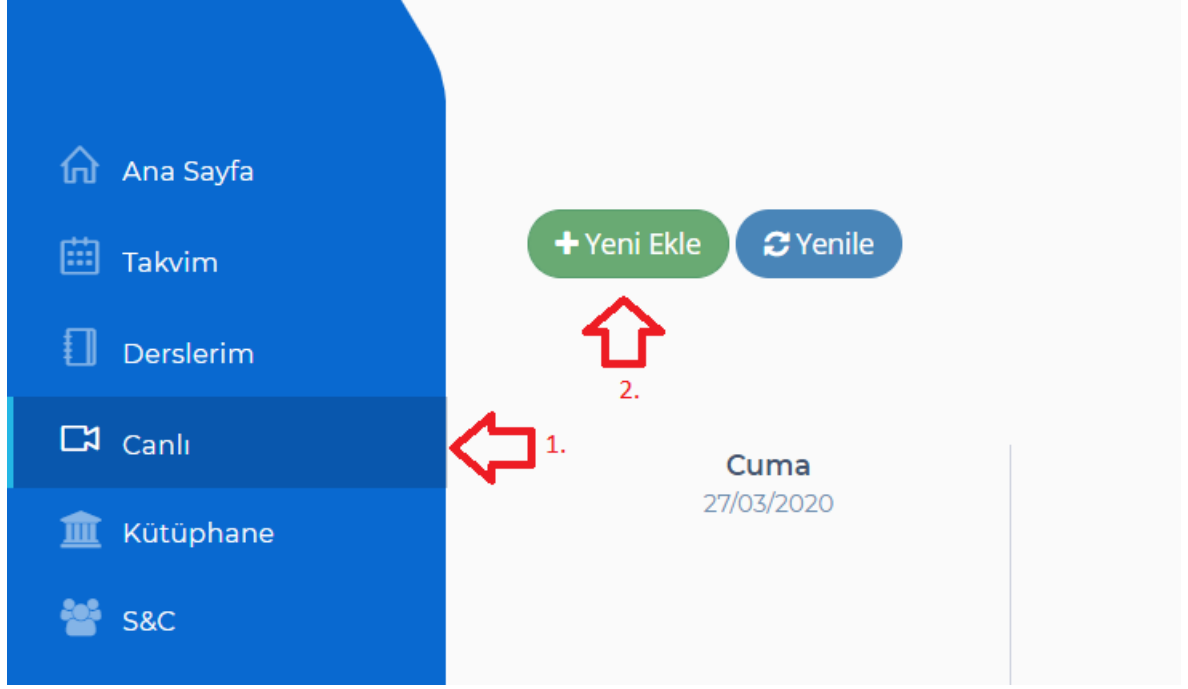 Ana Sayfa
Takvim
Derslerim
Canlı
Kütüphane
S&C
Yeni Ekle
Yenile
2.
1.
Cuma
27/03/2020